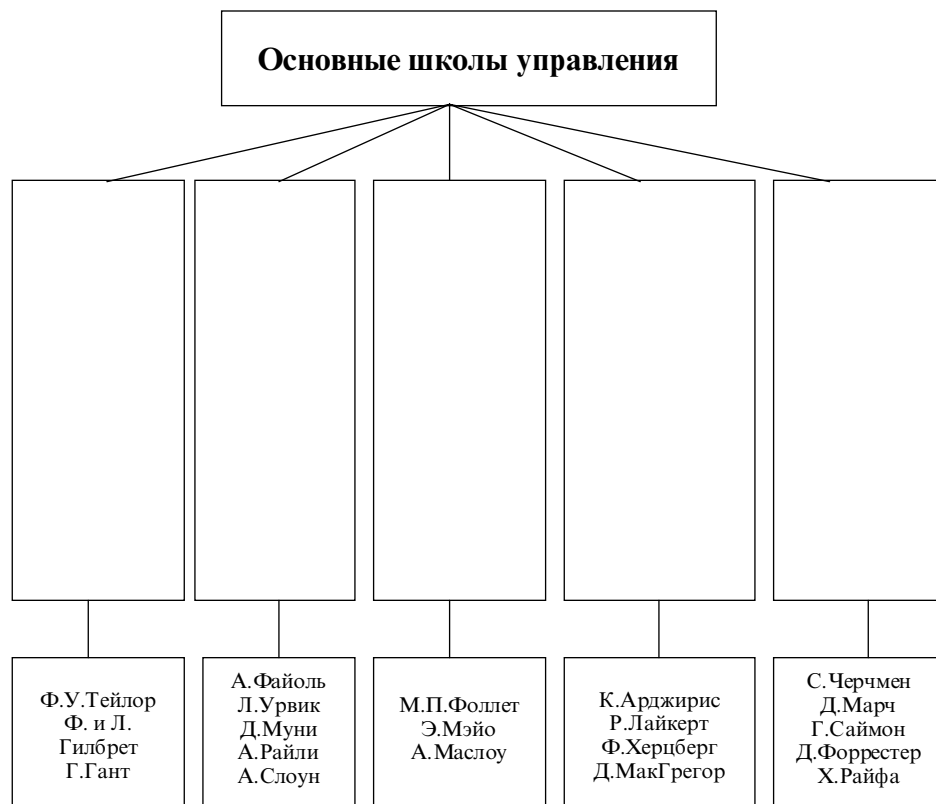 Основные школы управления
Ф.У.Тейлор
Ф. и Л.
Гилбрет
Г.Гант
А.Файоль
Л.Урвик
Д.Муни
А.Райли
А.Слоун
М.П.Фоллет
Э.Мэйо
А.Маслоу
К.Арджирис
Р.Лайкерт
Ф.Херцберг
Д.МакГрегор
С.Черчмен
Д.Марч
Г.Саймон
Д.Форрестер
Х.Райфа